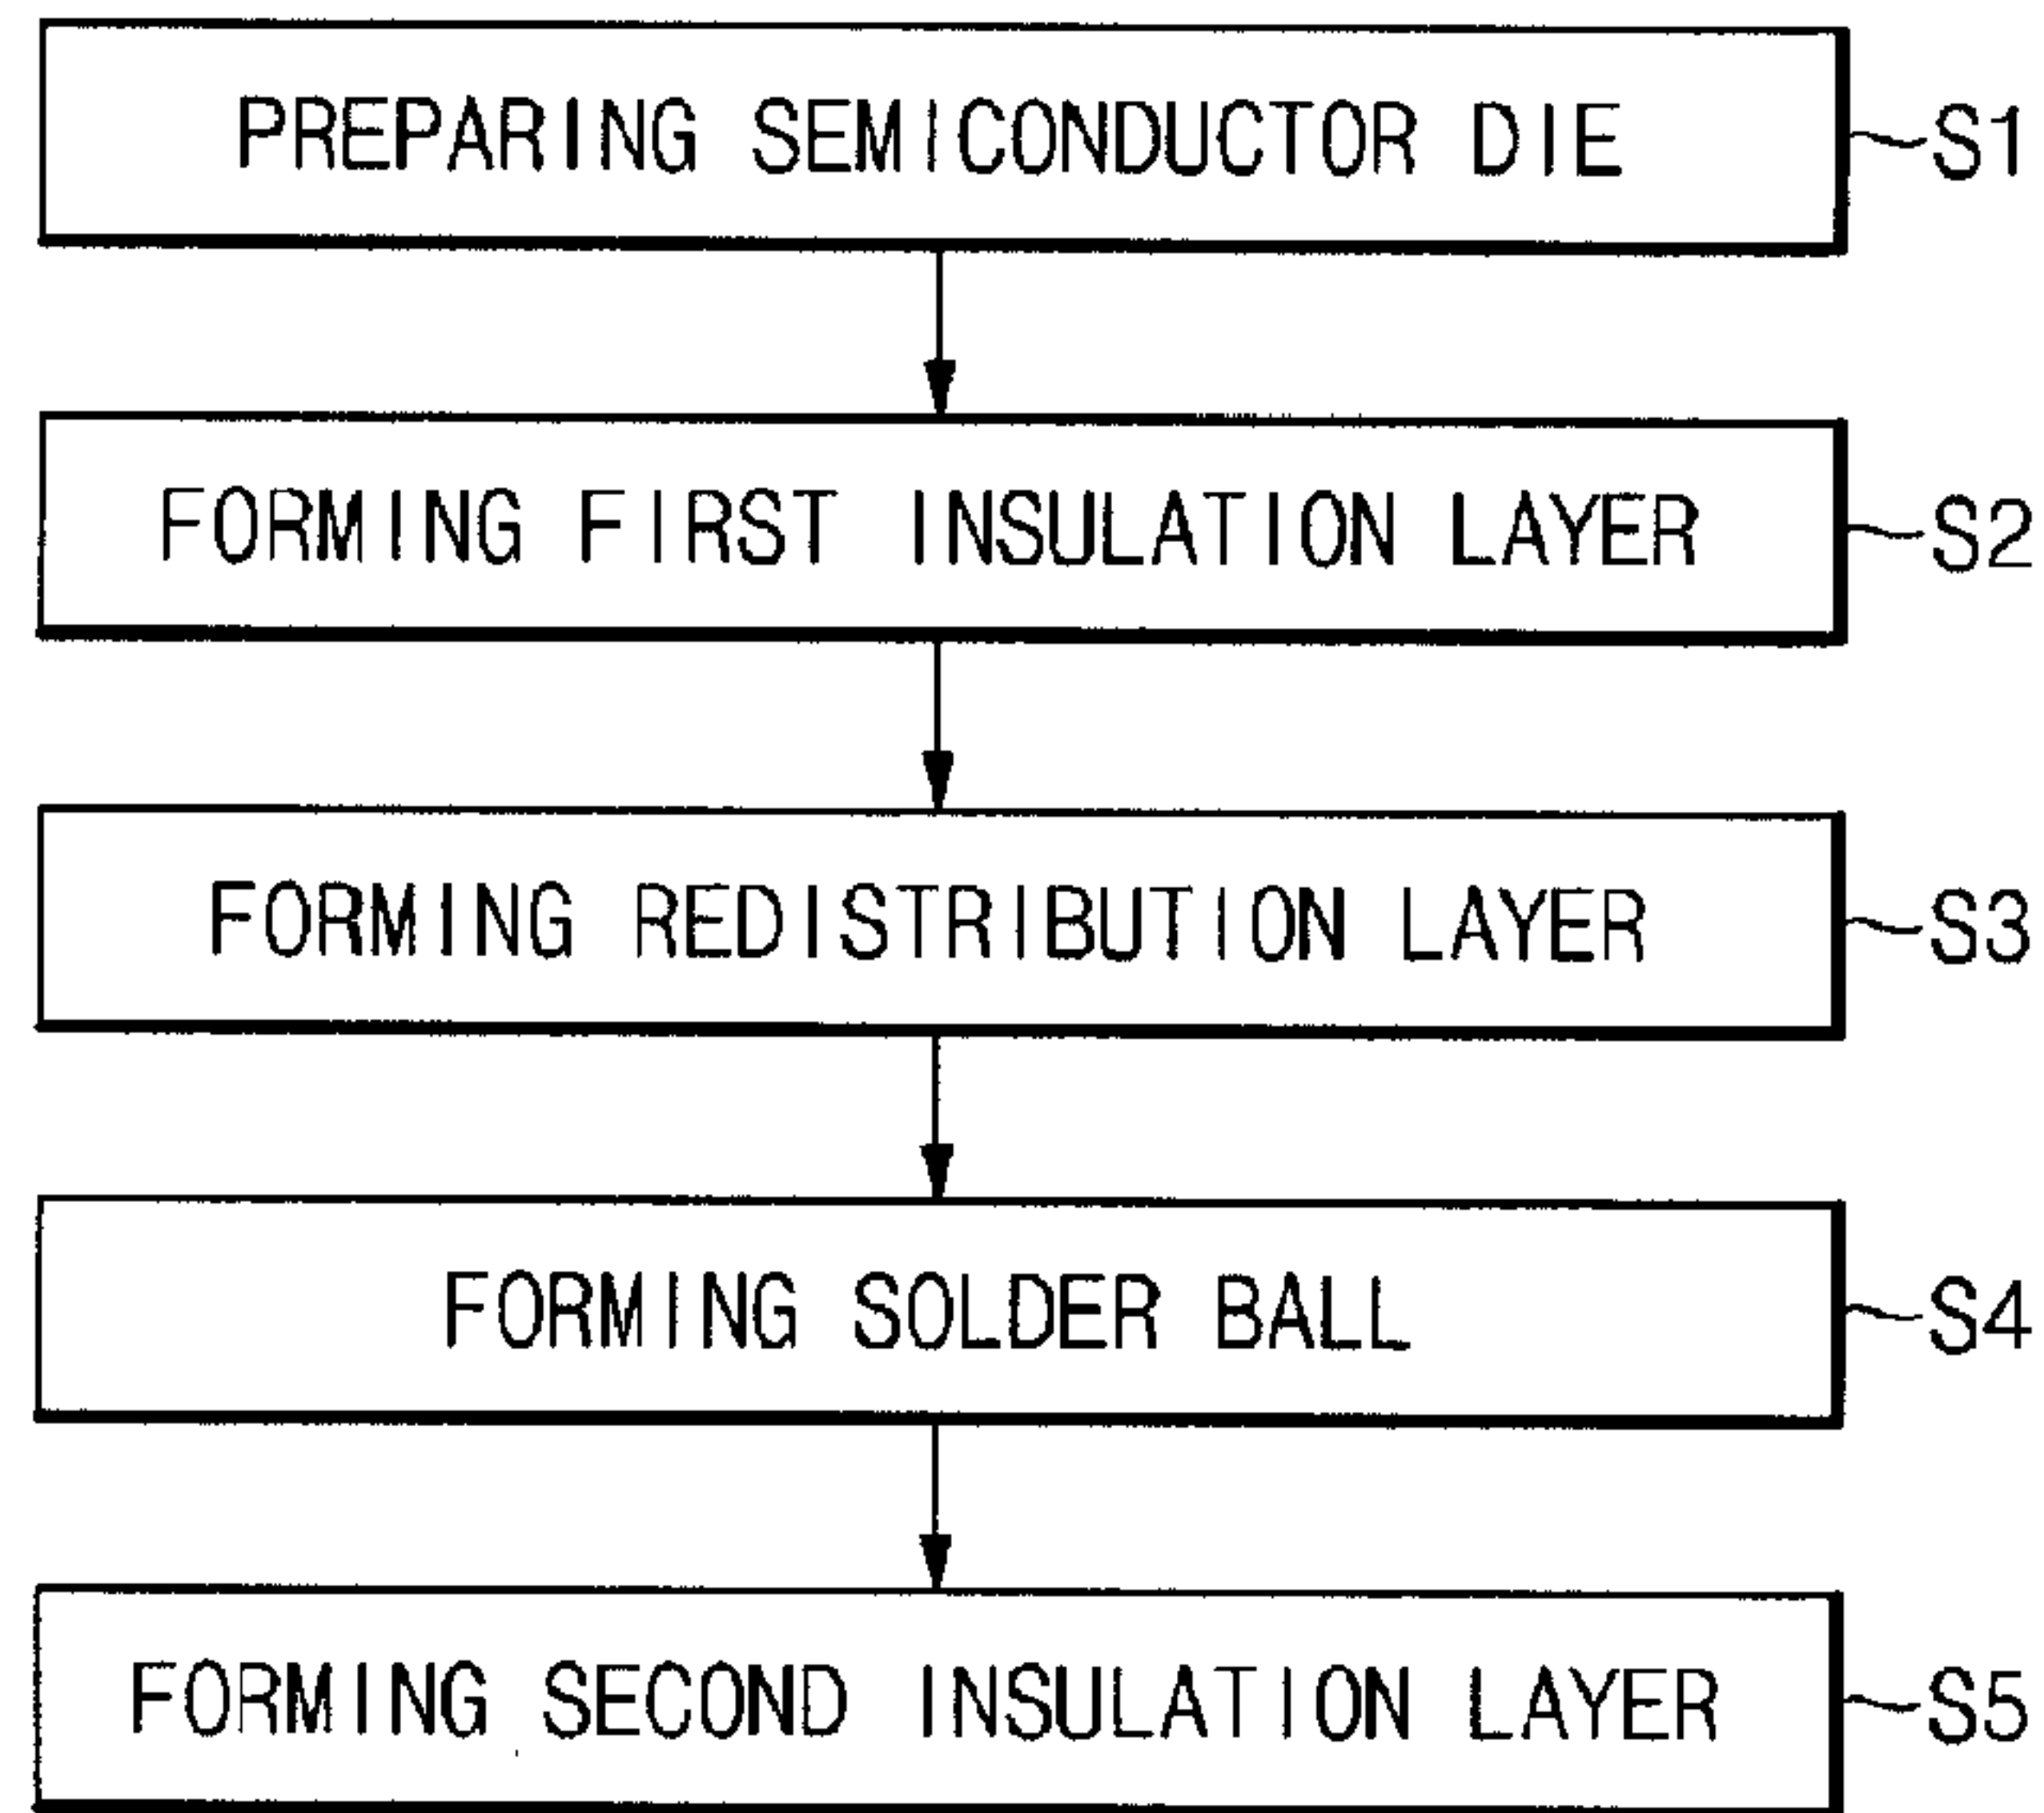 PREPARING SEMICONDUCTOR DIE S1
FORMING FIRST INSULATION LAYER S2
FORMING REDISTRIBUTION LAYER S3
FORMING SOLDER BALL S4
FORMING SECOND INSULATION LAYER S5